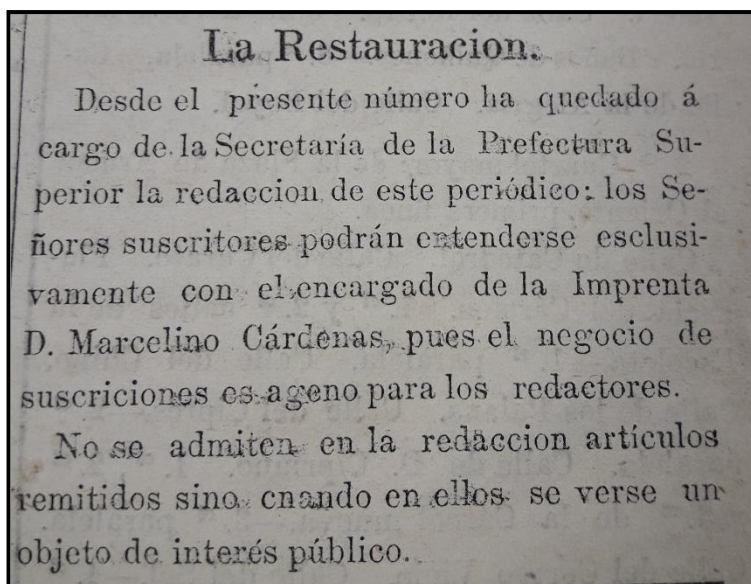 La Restauracion.
Desde el presente número ha quedado á
cargo de la Secretaría de la Prefectura Su-
perior la redaccion de este periódico: los Se-
ñores suscritores podrán entenderse esclusi-
vamente con el encargado de la Imprenta
D. Marcelino Cárdenas, pues el negocio de
suscriciones es ageno para los redactores.
No se admiten en la redaccion artículos
remitidos sino cnando en ellos se verse un
objeto de interés público.